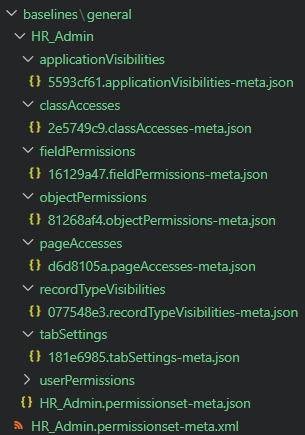 baselines\general
HR_Admin
applicationVisibilities
{} 5593cf61.applicationVisibilities-meta.json
classAccesses
{} 2e5749c9.classAccesses-meta.json
fieldPermissions
{} 16129a47.fieldPermissions-meta.json
objectPermissions
{} 81268af4.objectPermissions-meta.json
pageAccesses
{} d6d8105a.pageAccesses-meta.json
recordTypeVisibilities
{} 077548e3.recordTypeVisibilities-meta.json
tabSettings
{} 181e6985.tabSettings-meta.json
userPermissions
{} HR_Admin.permissionset-meta.json
HR_Admin.permissionset-meta.xml